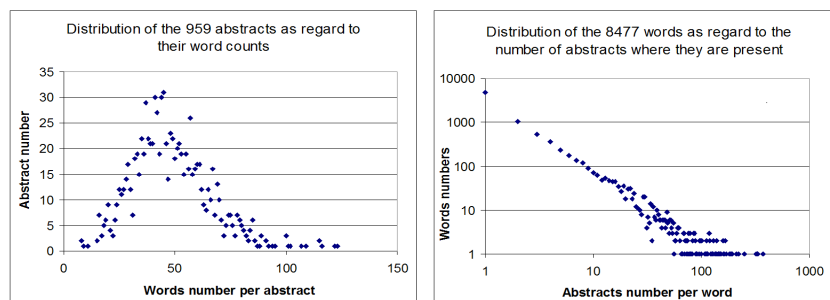 Distribution of the 959 abstracts as regard to
their word counts
35
30
25
20
15
10
5
0
Abstract number
0 50 100 150
Words number per abstract
Distribution of the 8477 words as regard to the
number of abstracts where they are present
10000
1000
100
10
1
Words numbers
1 10 100 1000
Abstracts number per word